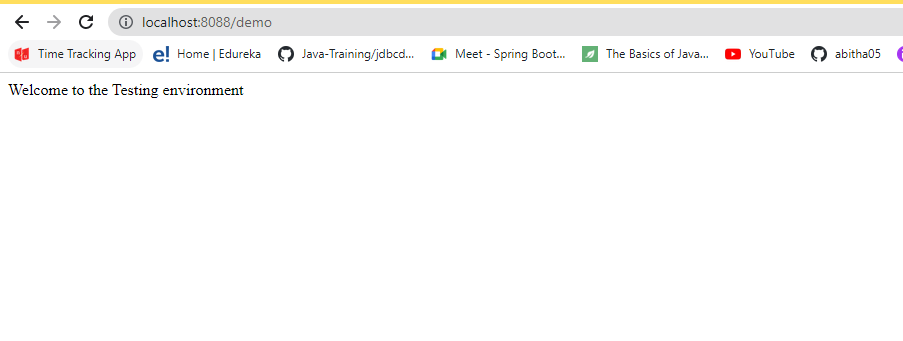 localhost:8088/demo
Time Tracking App e! Home | Edureka Java-Training/jdbcd... Meet - Spring Boot... The Basics of Java... YouTube abitha05
Welcome to the Testing environment